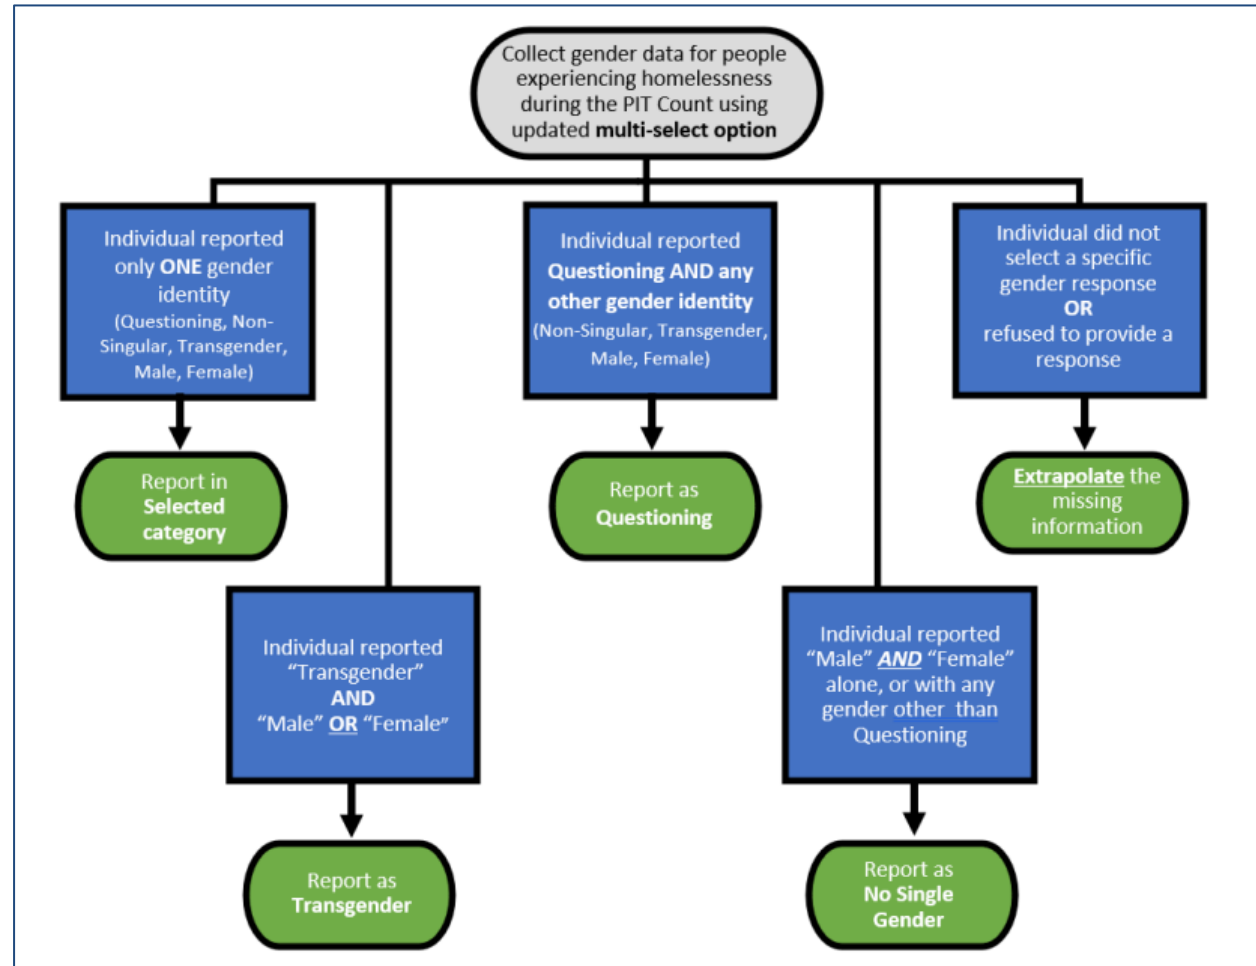 Collect gender data for people
experiencing homelessness
during the PIT Count using
updated multi-select option
Individual reported
only ONE gender
identity
(Questioning, Non-
Singular, Transgender,
Male, Female)
Individual reported
Questioning AND any
other gender identity
(Non-Singular, Transgender,
Male, Female)
Individual did not
select a specific
gender response
OR
refused to provide a
response
Report in
Selected
category
Report as
Questioning
Extrapolate the
missing
information
Individual reported
“Transgender”
AND
“Male” OR “Female”
Individual reported
“Male” AND “Female”
alone, or with any
gender other than
Questioning
Report as
Transgender
Report as
No Single
Gender